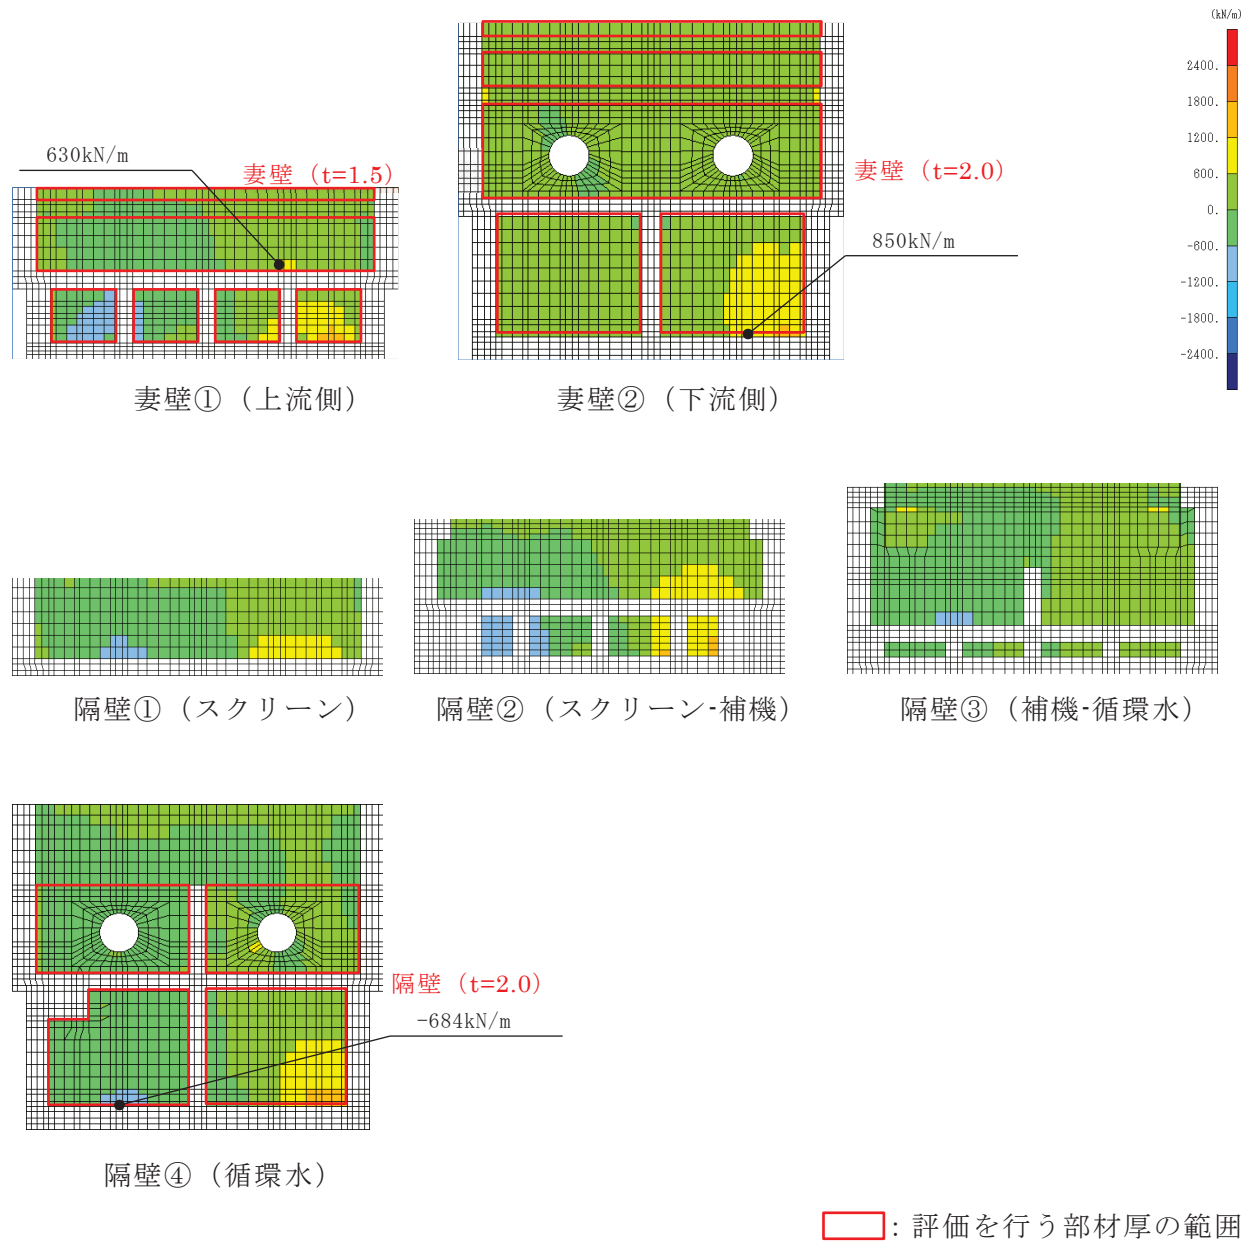 (kN/m)
2400.
1800.
1200.
600.
0.
-600.
-1200.
-1800.
-2400.
630kN/m
妻壁（t=1.5）
妻壁（t=2.0）
850kN/m
妻壁①（上流側）
妻壁②（下流側）
隔壁①（スクリーン）
隔壁②（スクリーン-補機）
隔壁③（補機-循環水）
隔壁（t=2.0）
-684kN/m
隔壁④（循環水）
：評価を行う部材厚の範囲